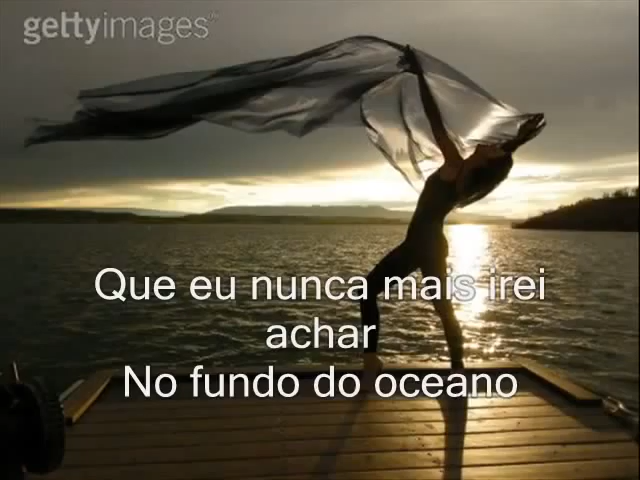 gettyimages
Que eu nunca mais irei
achar
No fundo do oceano